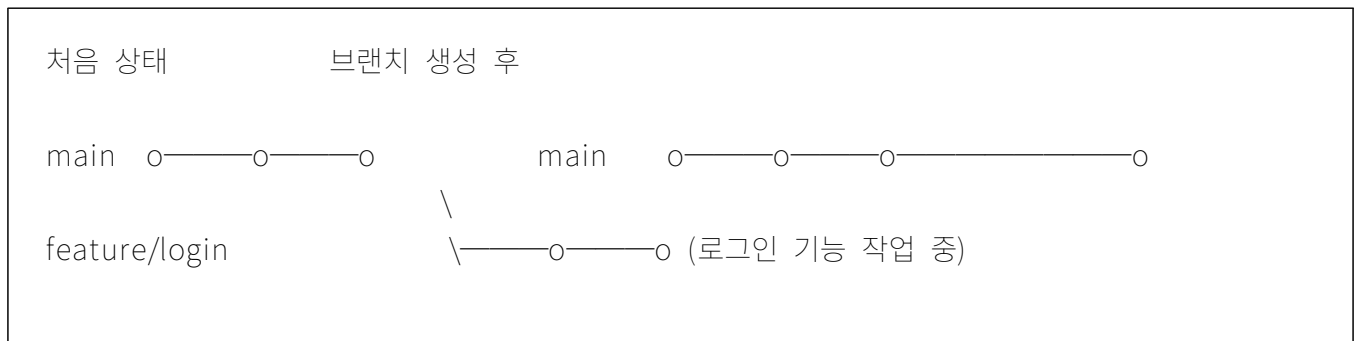 처음 상태 브랜치 생성 후
main o———o———o main o———o———o————————o
\
feature/login \———o———o (로그인 기능 작업 중)